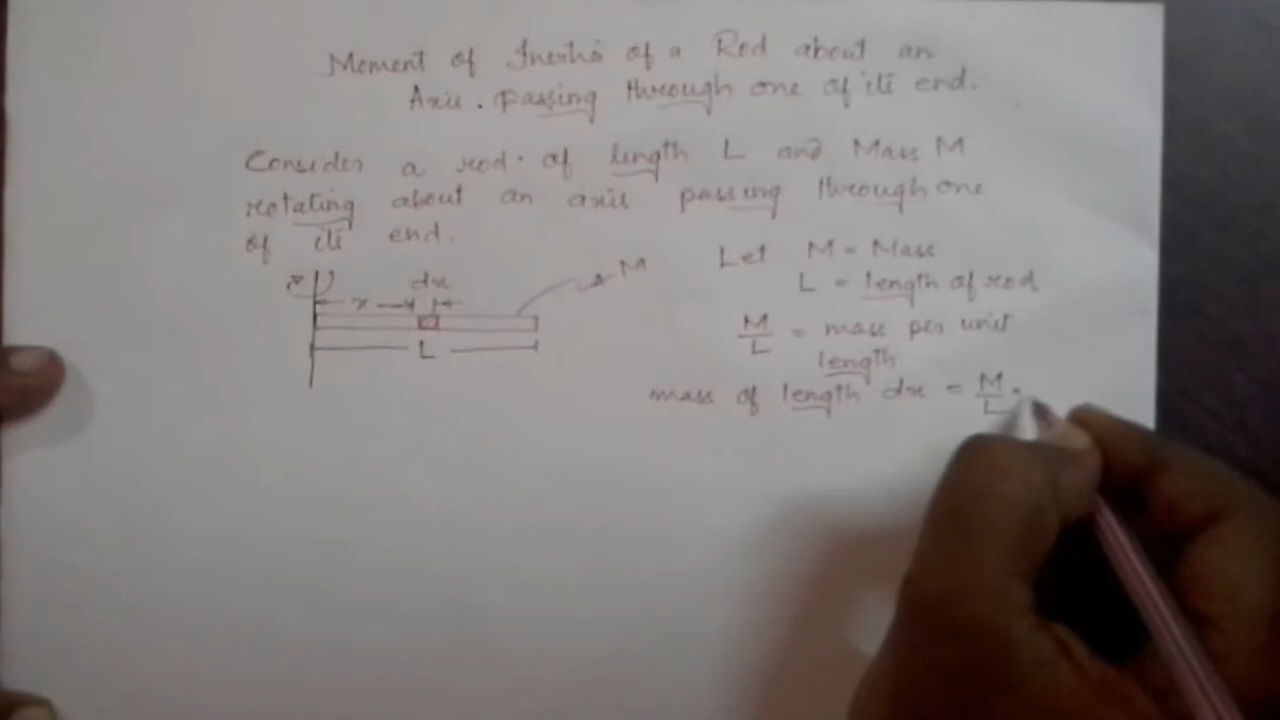 Moment of Inertia of a Rod about an
Axis. passing through one of its end.
Consider a rod. of length L and Mass M
rotating about an axis passing through one
of its end.
Let M = Mass
L = length of rod
M/L = mass per unit
length
mass of length dx = M/L .
dx
x
M
L